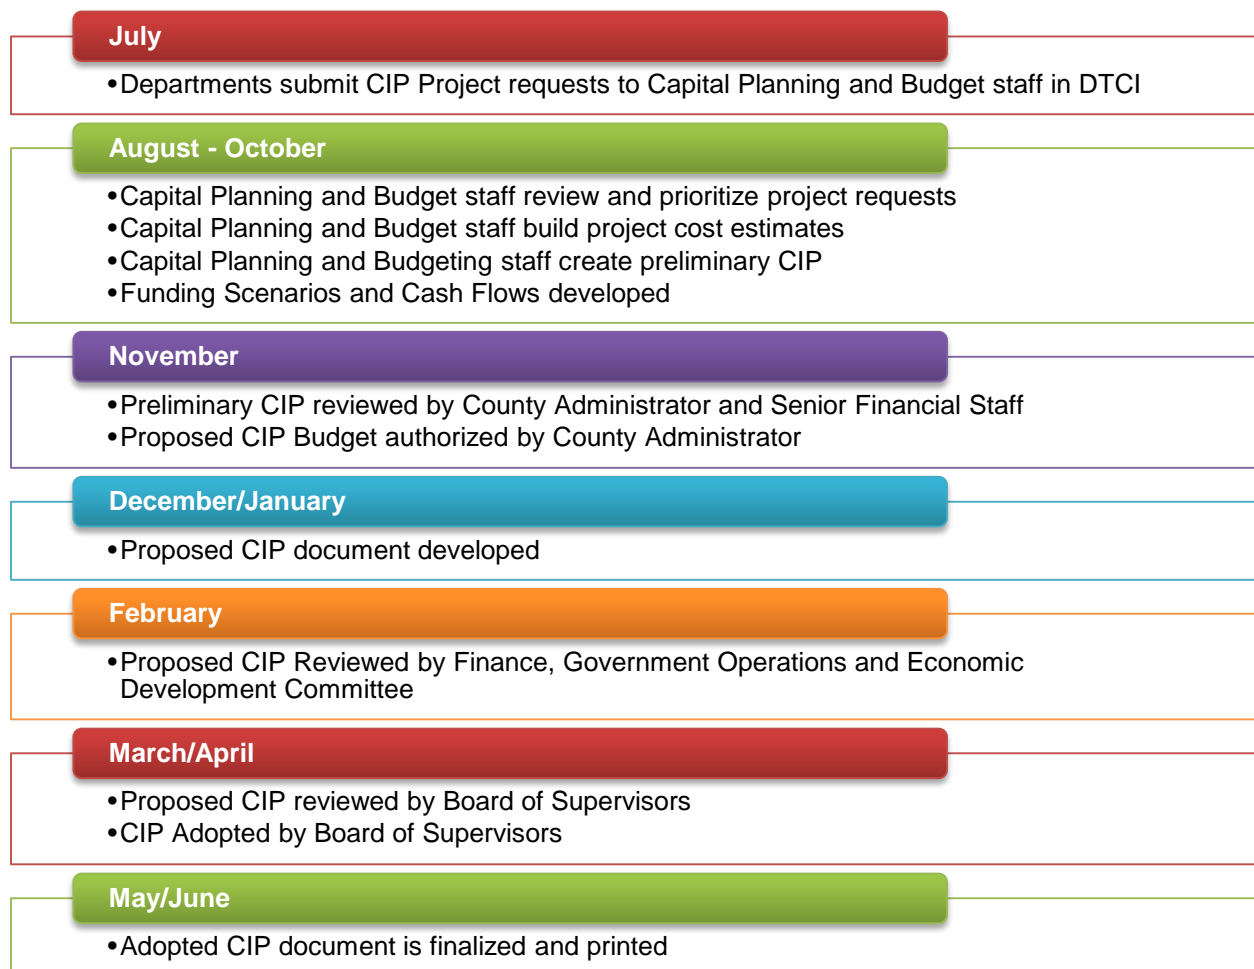 July
•Departments submit CIP Project requests to Capital Planning and Budget staff in DTCI
August - October
•Capital Planning and Budget staff review and prioritize project requests
•Capital Planning and Budget staff build project cost estimates
•Capital Planning and Budgeting staff create preliminary CIP
•Funding Scenarios and Cash Flows developed
November
•Preliminary CIP reviewed by County Administrator and Senior Financial Staff
•Proposed CIP Budget authorized by County Administrator
December/January
•Proposed CIP document developed
February
•Proposed CIP Reviewed by Finance, Government Operations and Economic
Development Committee
March/April
•Proposed CIP reviewed by Board of Supervisors
•CIP Adopted by Board of Supervisors
May/June
•Adopted CIP document is finalized and printed